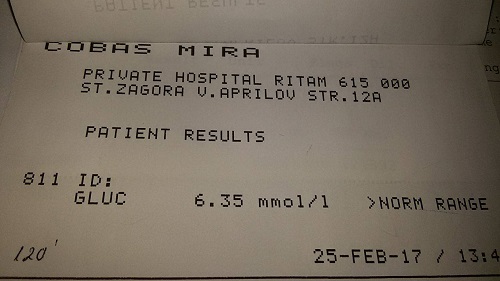 COBAS MIRA
PRIVATE HOSPITAL RITAM 615 000
ST.ZAGORA V.APRILOV STR.12A
PATIENT RESULTS
811 ID:
GLUC 6.35 mmol/l >NORM RANGE
120'
25-FEB-17 / 13:4